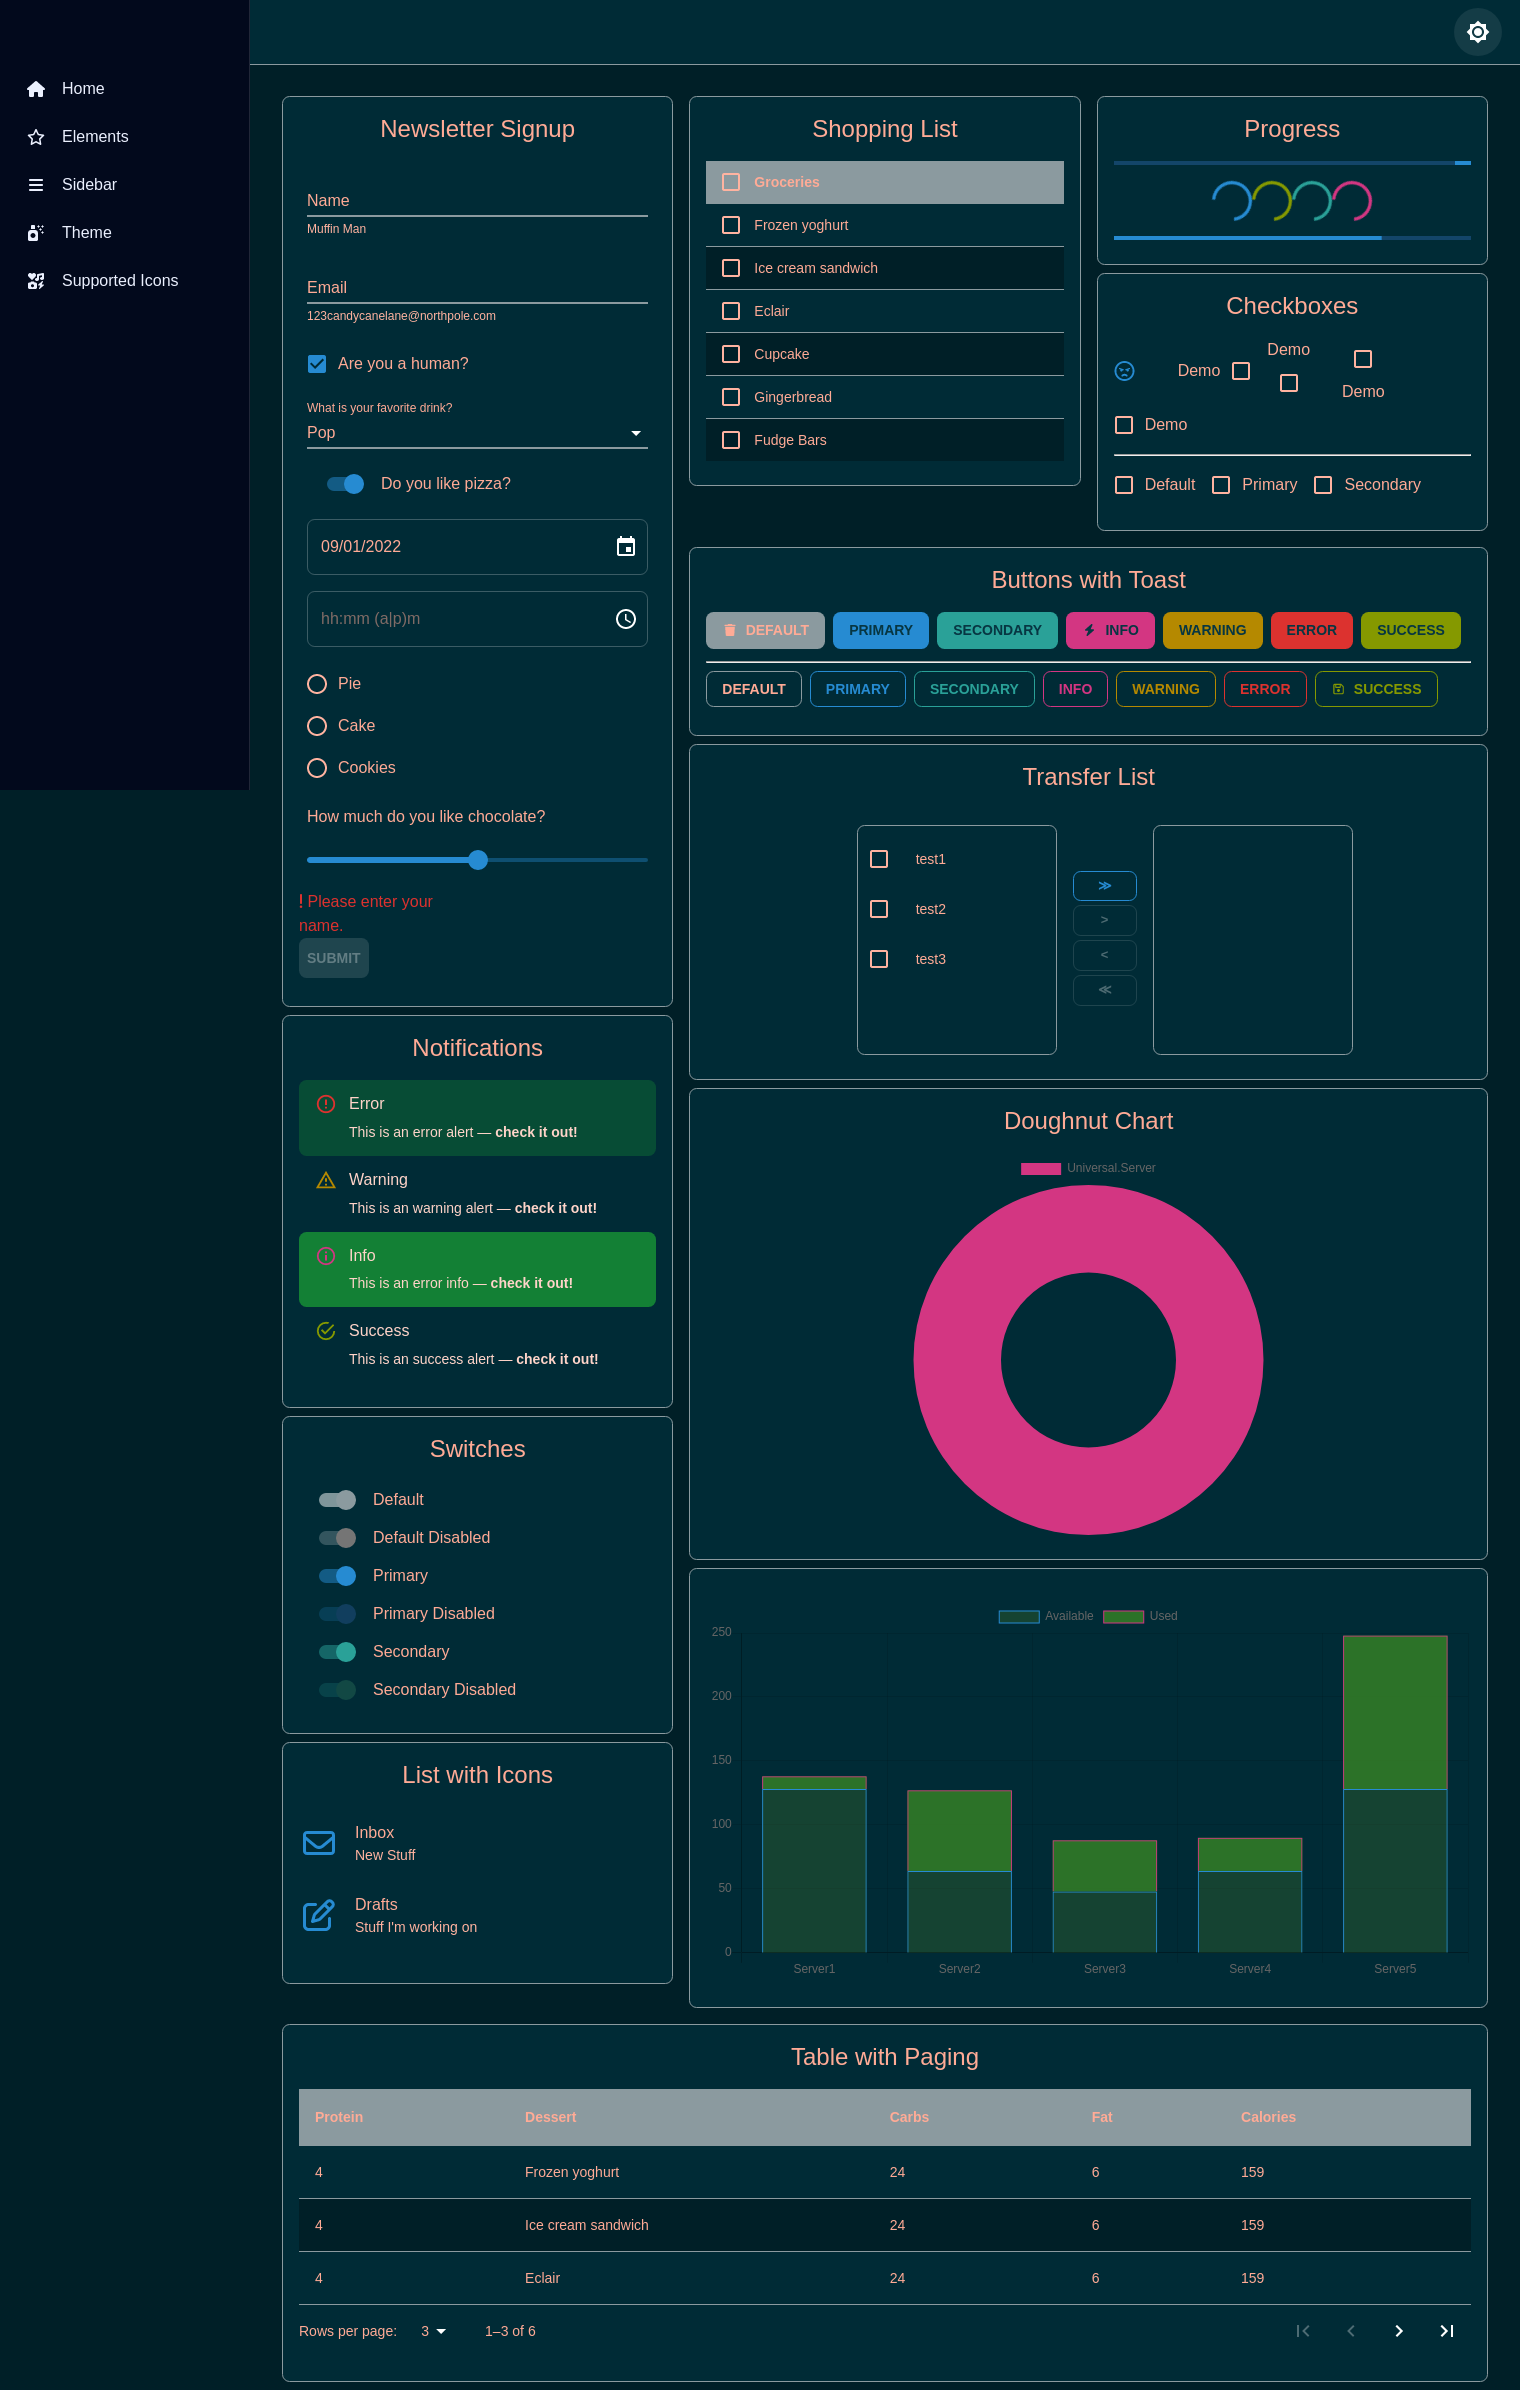 Home
Elements
Sidebar
Theme
Supported Icons
Newsletter Signup
Name
Muffin Man
Email
123candycanelane@northpole.com
Are you a human?
What is your favorite drink?
Pop
Do you like pizza?
09/01/2022
hh:mm (a|p)m
Pie
Cake
Cookies
How much do you like chocolate?
! Please enter your
name.
SUBMIT
Notifications
Error
This is an error alert — check it out!
Warning
This is an warning alert — check it out!
Info
This is an error info — check it out!
Success
This is an success alert — check it out!
Switches
Default
Default Disabled
Primary
Primary Disabled
Secondary
Secondary Disabled
List with Icons
Inbox
New Stuff
Drafts
Stuff I'm working on
Shopping List
Groceries
Frozen yoghurt
Ice cream sandwich
Eclair
Cupcake
Gingerbread
Fudge Bars
Progress
Checkboxes
Demo
Demo
Demo
Demo
Default Primary Secondary
Buttons with Toast
DEFAULT PRIMARY SECONDARY INFO WARNING ERROR SUCCESS
DEFAULT PRIMARY SECONDARY INFO WARNING ERROR SUCCESS
Transfer List
test1
test2
test3
≫
>
<
≪
Doughnut Chart
Universal.Server
Available Used
250
200
150
100
50
0
Server1 Server2 Server3 Server4 Server5
Table with Paging
Protein Dessert Carbs Fat Calories
4 Frozen yoghurt 24 6 159
4 Ice cream sandwich 24 6 159
4 Eclair 24 6 159
Rows per page: 3 1–3 of 6